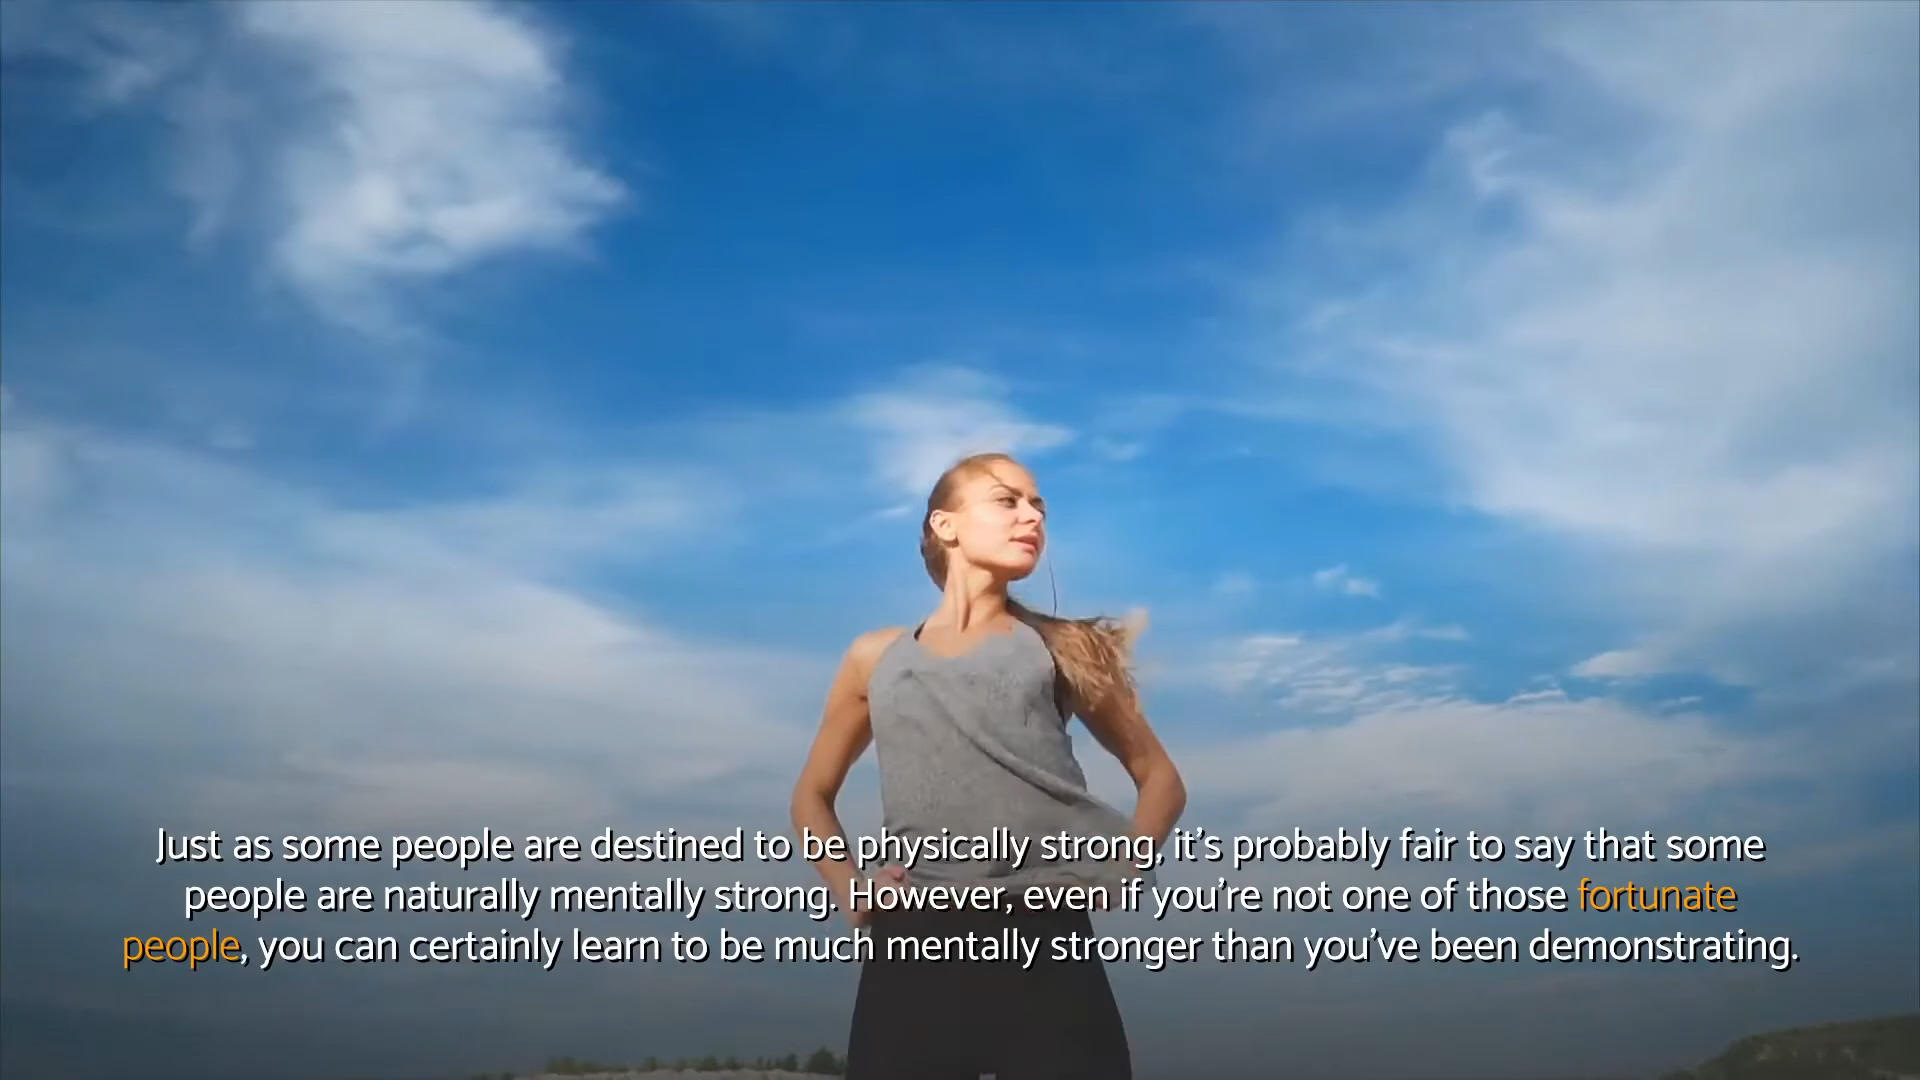 Just as some people are destined to be physically strong, it's probably fair to say that some
people are naturally mentally strong. However, even if you're not one of those fortunate
people, you can certainly learn to be much mentally stronger than you've been demonstrating.